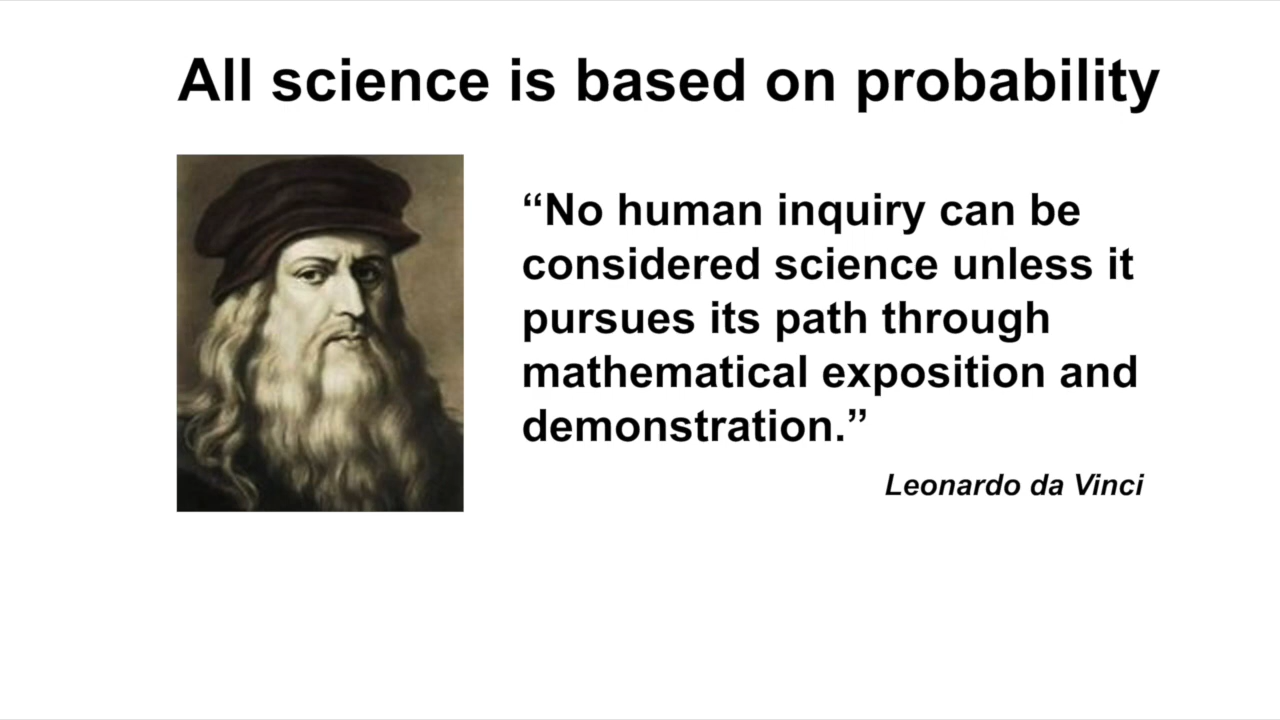 All science is based on probability
“No human inquiry can be
considered science unless it
pursues its path through
mathematical exposition and
demonstration.”
Leonardo da Vinci